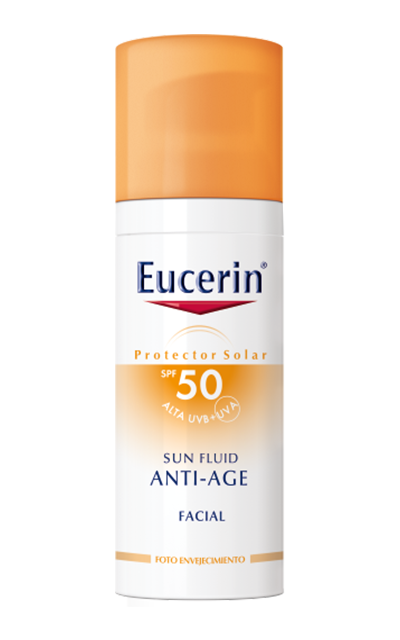 Eucerin®
Protector Solar
SPF 50
ALTA UVB+UVA
SUN FLUID
ANTI-AGE
FACIAL
FOTO ENVEJECIMIENTO